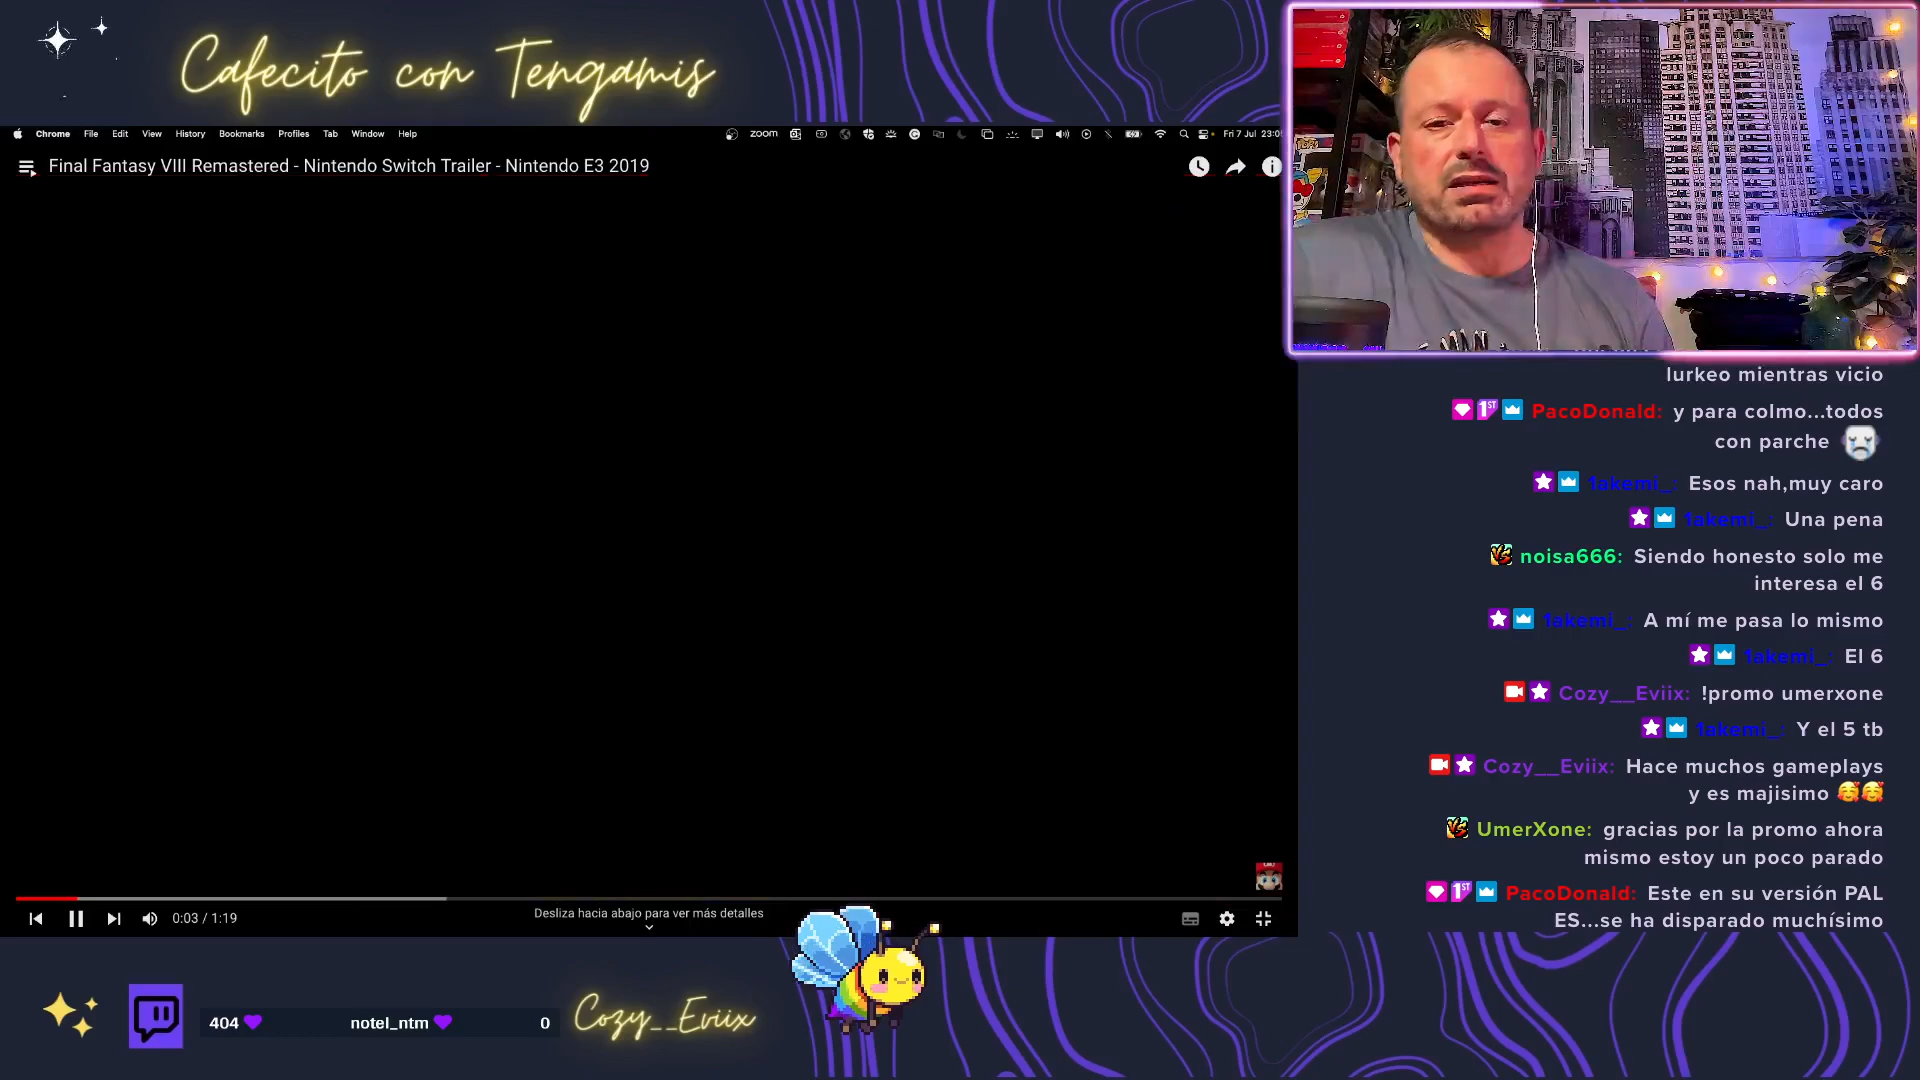 Cafecito con Tengamis
Chrome File Edit View History Bookmarks Profiles Tab Window Help
zoom
Fri 7 Jul 23:0
Final Fantasy VIII Remastered - Nintendo Switch Trailer - Nintendo E3 2019
lurkeo mientras vicio
PacoDonald: y para colmo...todos
con parche
1akemi_: Esos nah,muy caro
1akemi_: Una pena
noisa666: Siendo honesto solo me
interesa el 6
1akemi_: A mí me pasa lo mismo
1akemi_: El 6
Cozy__Eviix: !promo umerxone
1akemi_: Y el 5 tb
Cozy__Eviix: Hace muchos gameplays
y es majisimo 🥰🥰
UmerXone: gracias por la promo ahora
mismo estoy un poco parado
PacoDonald: Este en su versión PAL
ES...se ha disparado muchísimo
0:03 / 1:19
Desliza hacia abajo para ver más detalles
404 💜 notel_ntm 💜 0
Cozy__Eviix